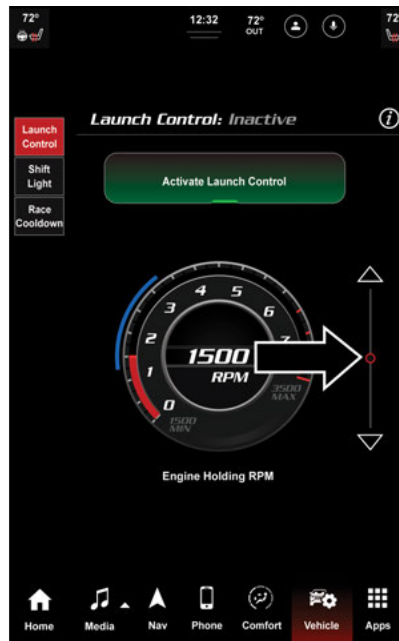 72°
12:32
72°
OUT
72
Launch Control: Inactive
i
Launch
Control
Shift
Light
Race
Cooldown
Activate Launch Control
0
1
2
3
4
5
6
7
1500
RPM
1500
MIN
3500
MAX
Engine Holding RPM
Home
Media
Nav
Phone
Comfort
Vehicle
Apps